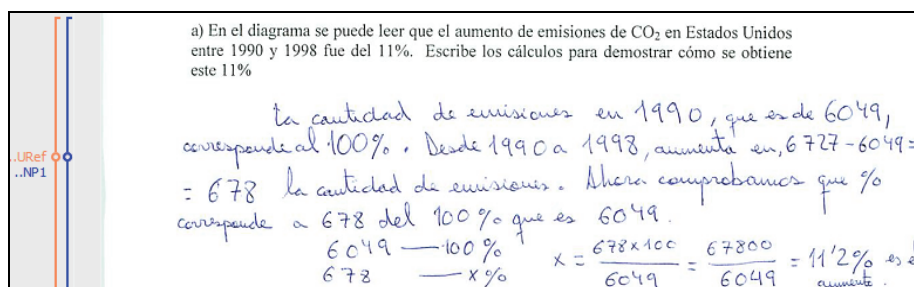 a) En el diagrama se puede leer que el aumento de emisiones de CO₂ en Estados Unidos
entre 1990 y 1998 fue del 11%. Escribe los cálculos para demostrar cómo se obtiene
este 11%
La cantidad de emisiones en 1990, que es de 6049,
corresponde al 100%. Desde 1990 a 1998, aumenta en, 6727-6049=
= 678 la cantidad de emisiones. Ahora comprobamos que %
corresponde a 678 del 100% que es 6049.
6049 — 100%
678 — x%
x = 678x100 / 6049 = 67800 / 6049 = 11'2% es e
aumento.
..URef
..NP1